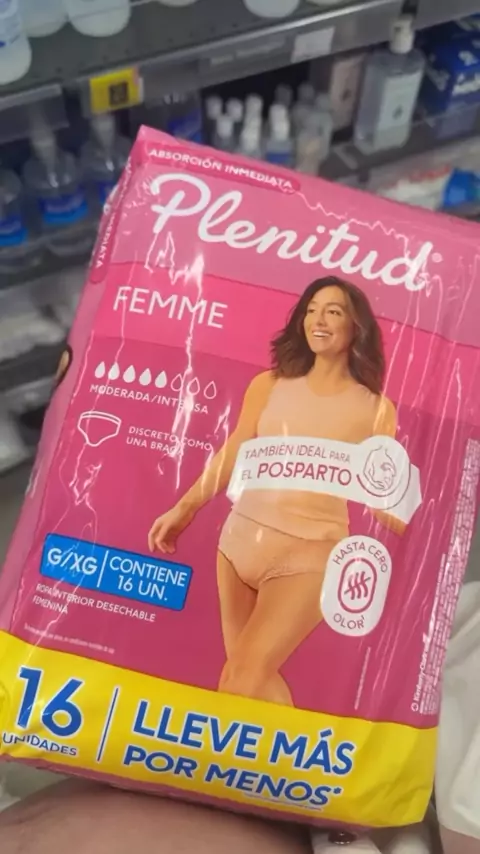 ABSORCIÓN INMEDIATA
Plenitud
FEMME
MODERADA/INTENSA
DISCRETO COMO
UNA BRAGA
TAMBIÉN IDEAL PARA
EL POSPARTO
G/XG
CONTIENE
16 UN.
HASTA CERO
OLOR
ROPA INTERIOR DESECHABLE
FEMENINA
16
UNIDADES
LLEVE MÁS
POR MENOS*